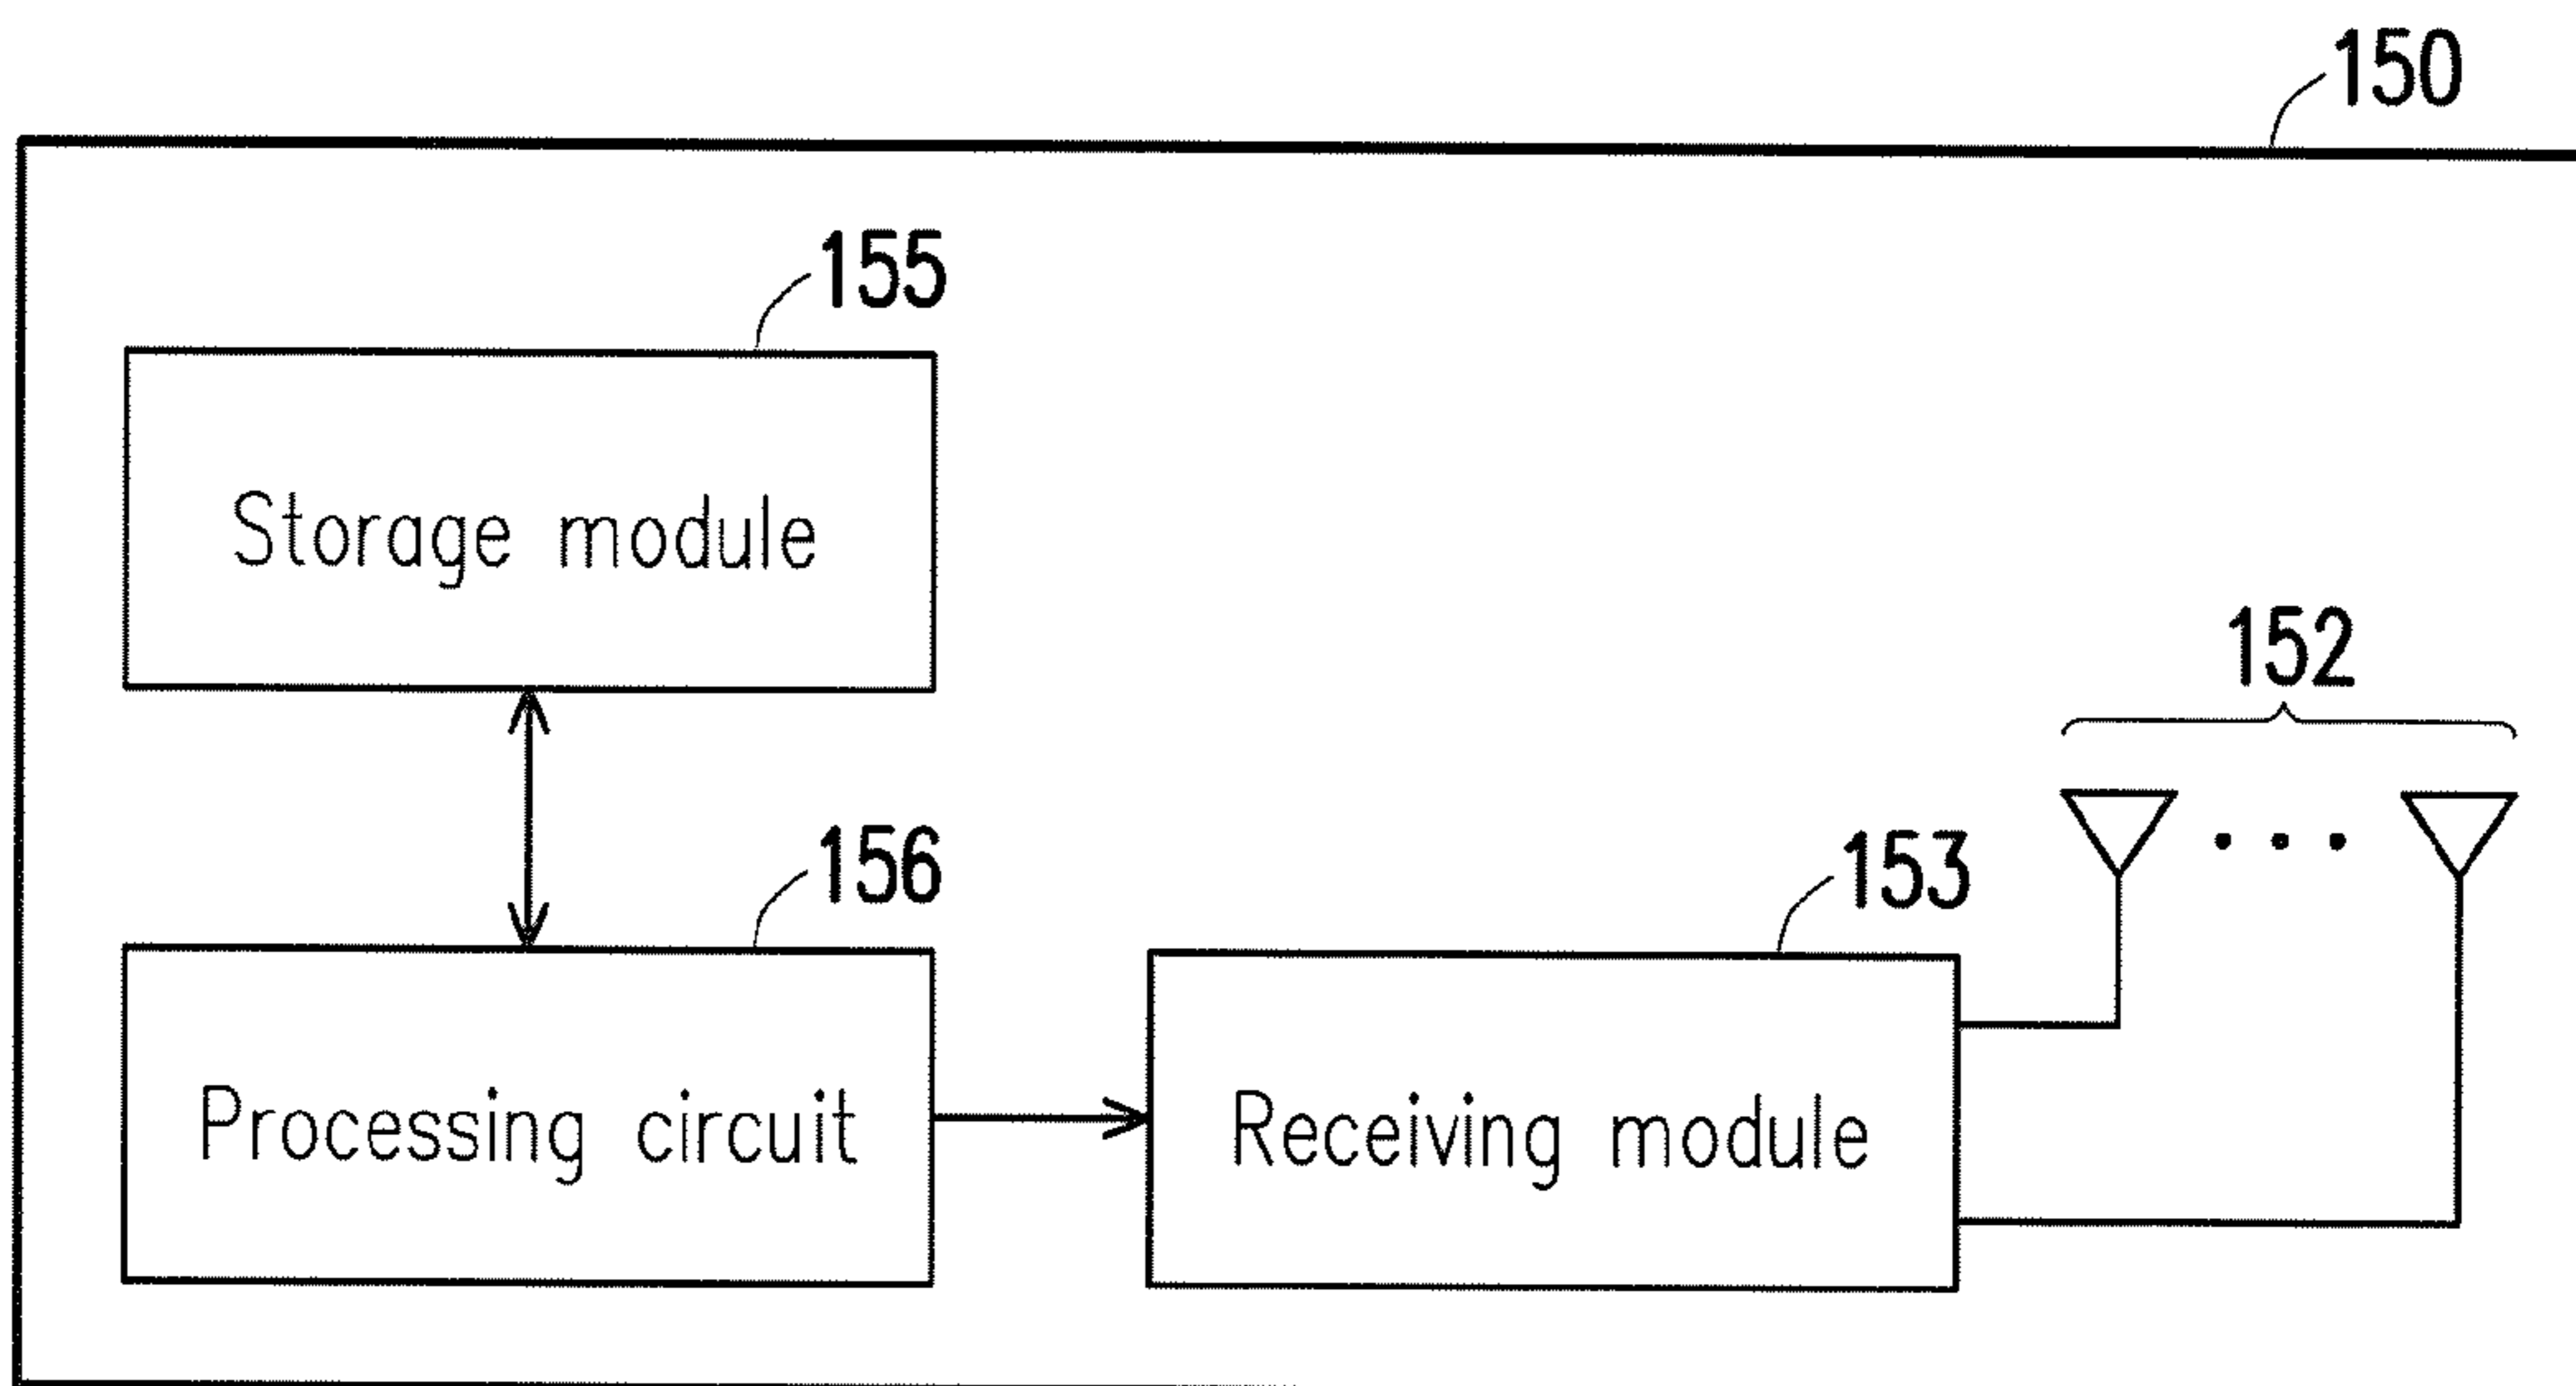 150
155
Storage module
152
156
153
Processing circuit
Receiving module